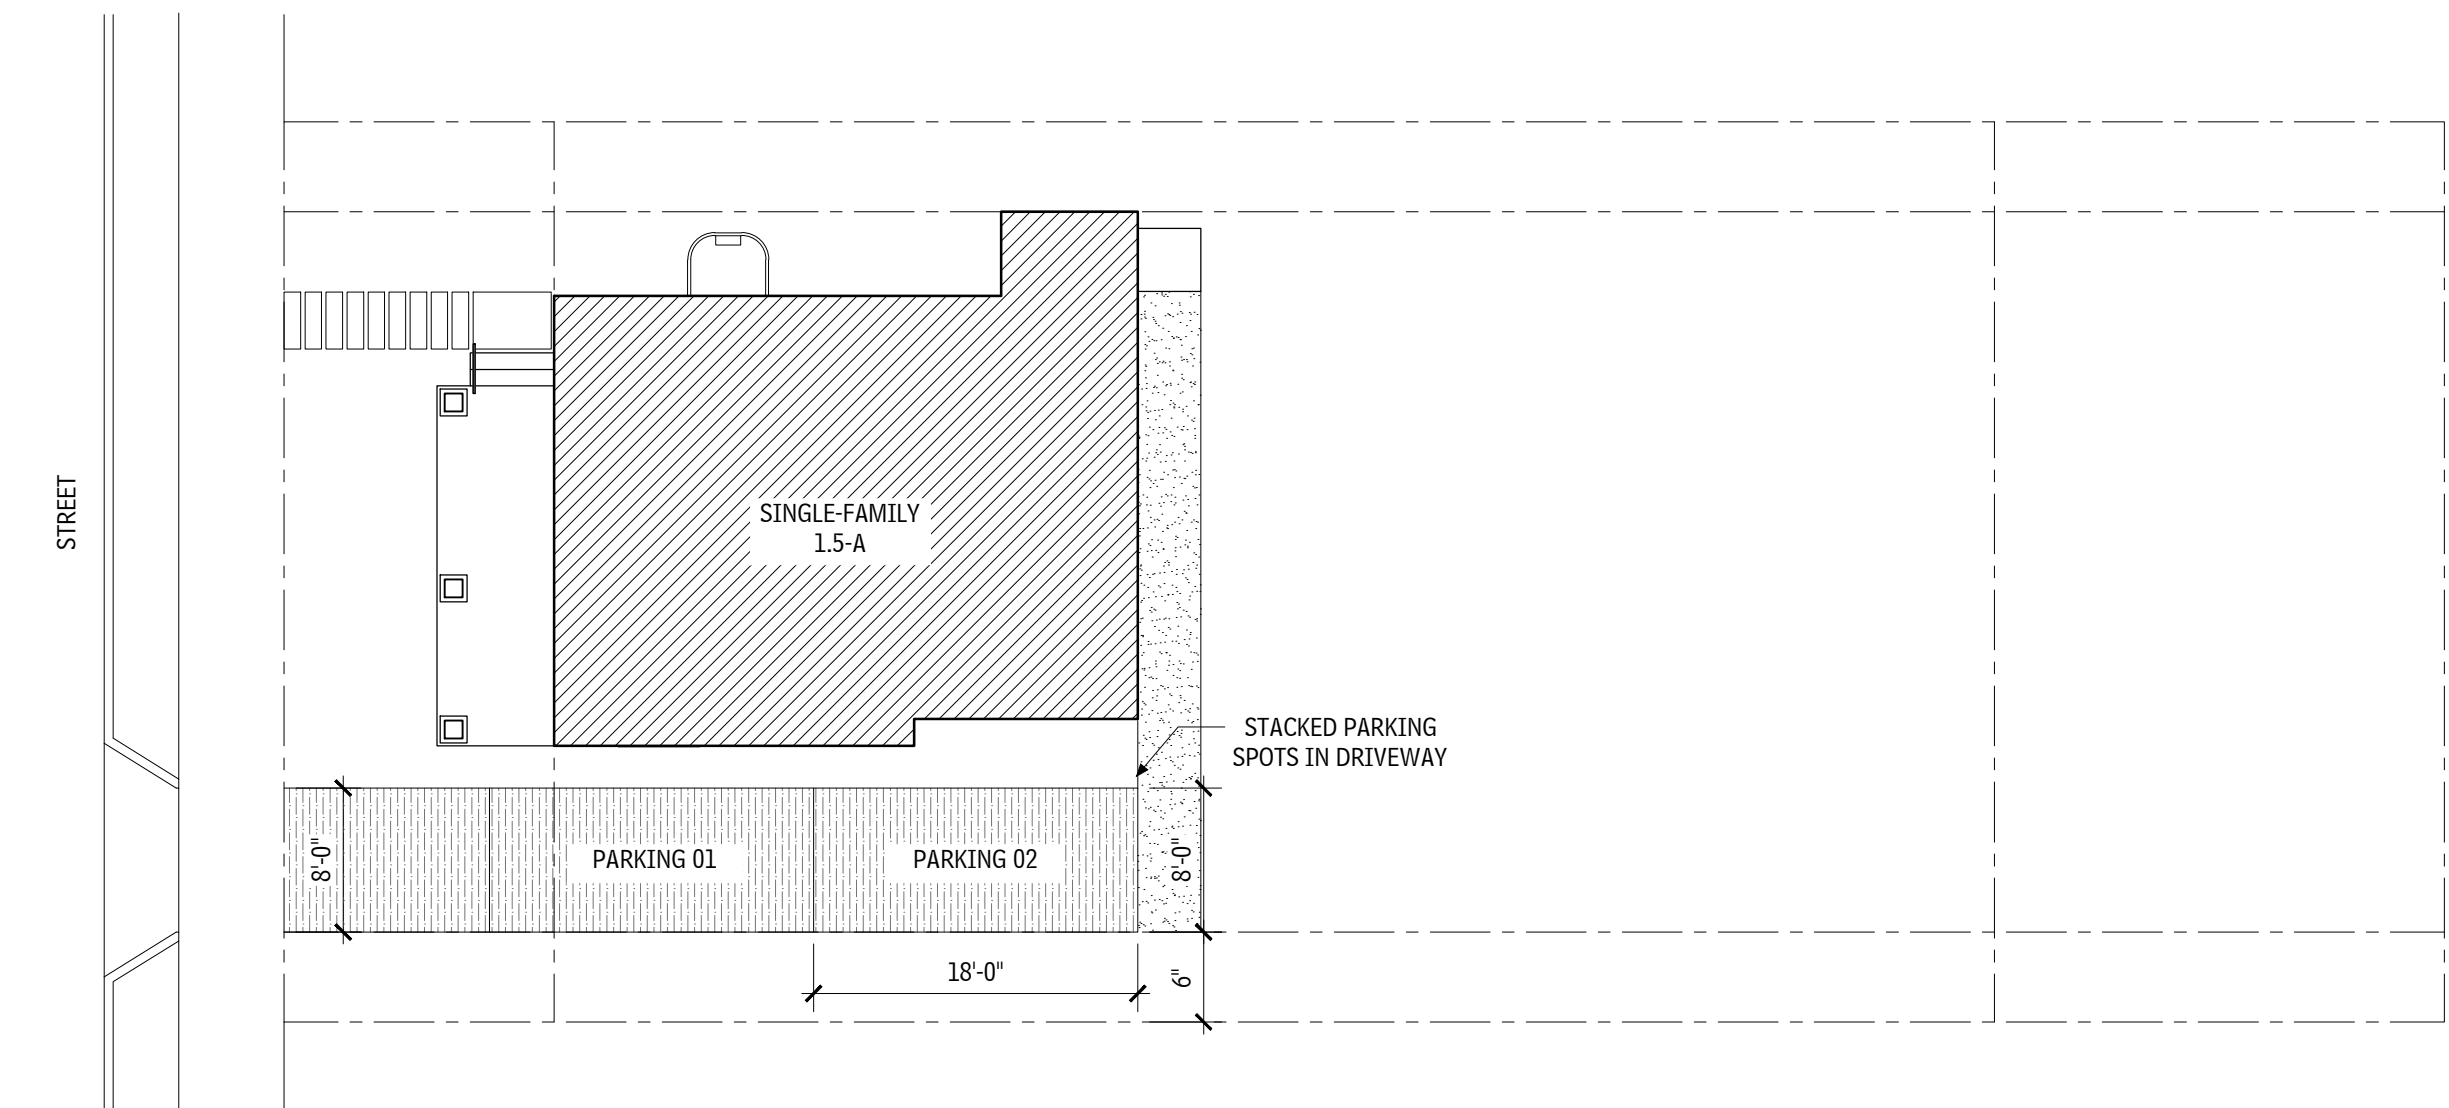 STREET
SINGLE-FAMILY
1.5-A
STACKED PARKING
SPOTS IN DRIVEWAY
8'-0"
PARKING 01
PARKING 02
8'-0"
18'-0"
6"